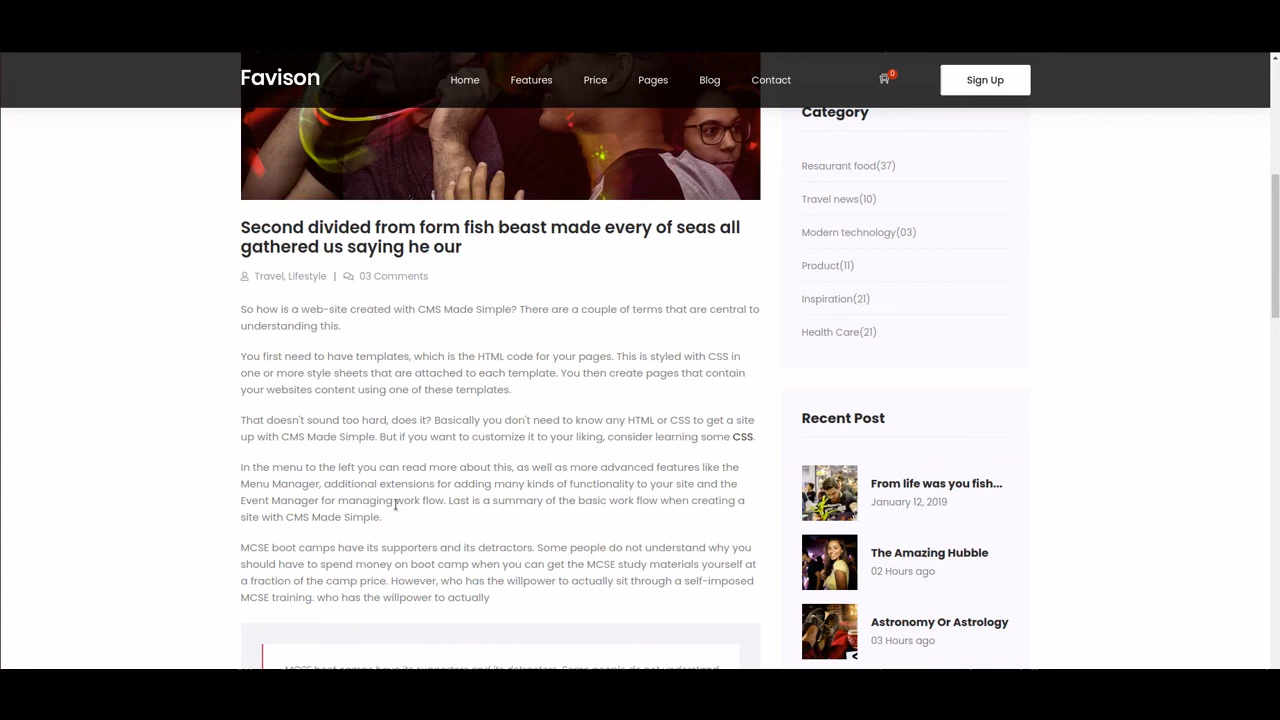 Favison
Home
Features
Price
Pages
Blog
Contact
0
Sign Up
Second divided from form fish beast made every of seas all
gathered us saying he our
Travel, Lifestyle | 03 Comments
So how is a web-site created with CMS Made Simple? There are a couple of terms that are central to
understanding this.
You first need to have templates, which is the HTML code for your pages. This is styled with CSS in
one or more style sheets that are attached to each template. You then create pages that contain
your websites content using one of these templates.
That doesn't sound too hard, does it? Basically you don't need to know any HTML or CSS to get a site
up with CMS Made Simple. But if you want to customize it to your liking, consider learning some CSS.
In the menu to the left you can read more about this, as well as more advanced features like the
Menu Manager, additional extensions for adding many kinds of functionality to your site and the
Event Manager for managing work flow. Last is a summary of the basic work flow when creating a
site with CMS Made Simple.
MCSE boot camps have its supporters and its detractors. Some people do not understand why you
should have to spend money on boot camp when you can get the MCSE study materials yourself at
a fraction of the camp price. However, who has the willpower to actually sit through a self-imposed
MCSE training. who has the willpower to actually
MCSE boot camps have its supporters and its detractors. Some people do not understand
Category
Resaurant food(37)
Travel news(10)
Modern technology(03)
Product(11)
Inspiration(21)
Health Care(21)
Recent Post
From life was you fish...
January 12, 2019
The Amazing Hubble
02 Hours ago
Astronomy Or Astrology
03 Hours ago